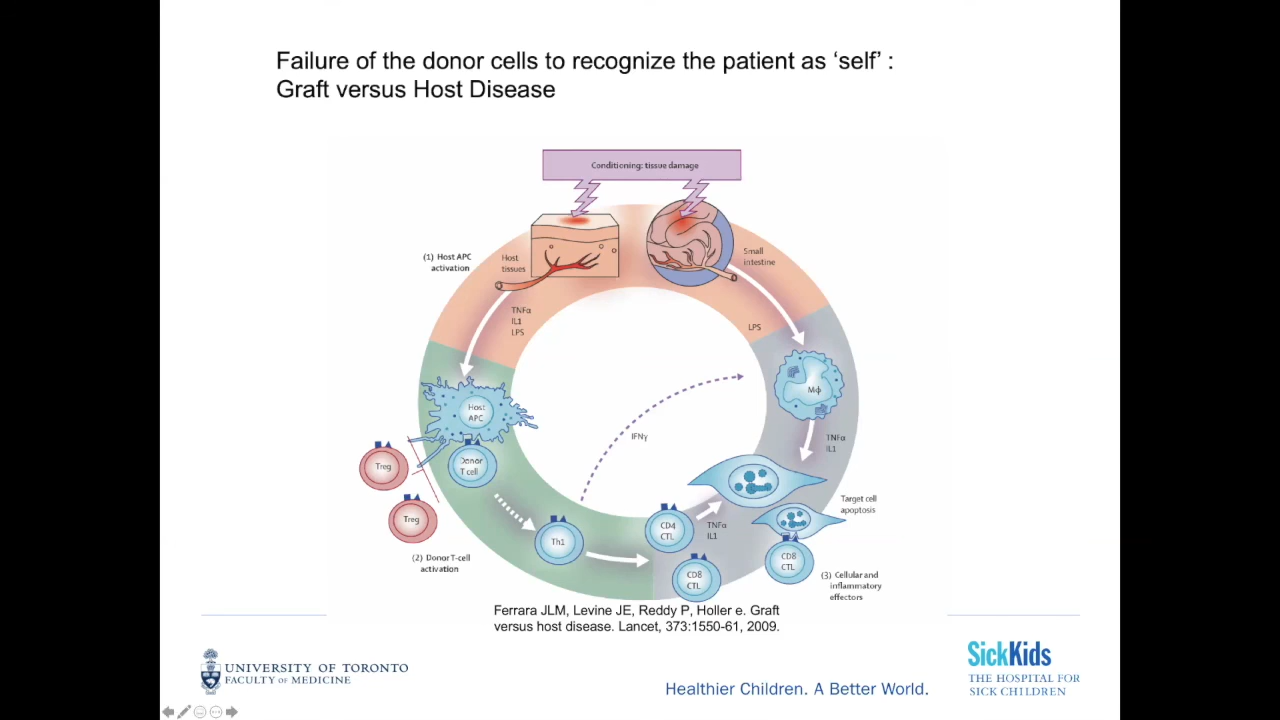 Failure of the donor cells to recognize the patient as ‘self’ :
Graft versus Host Disease
Conditioning: tissue damage
(1) Host APC
activation
Host
tissues
Small
intestine
TNFα
IL1
LPS
LPS
Host
APC
Mϕ
IFNγ
TNFα
IL1
Treg
Donor
T cell
Treg
Th1
CD4
CTL
TNFα
IL1
Target cell
apoptosis
CD8
CTL
CD8
CTL
(2) Donor T-cell
activation
(3) Cellular and
inflammatory
effectors
Ferrara JLM, Levine JE, Reddy P, Holler e. Graft
versus host disease. Lancet, 373:1550-61, 2009.
UNIVERSITY OF TORONTO
FACULTY OF MEDICINE
Healthier Children. A Better World.
SickKids
THE HOSPITAL FOR
SICK CHILDREN